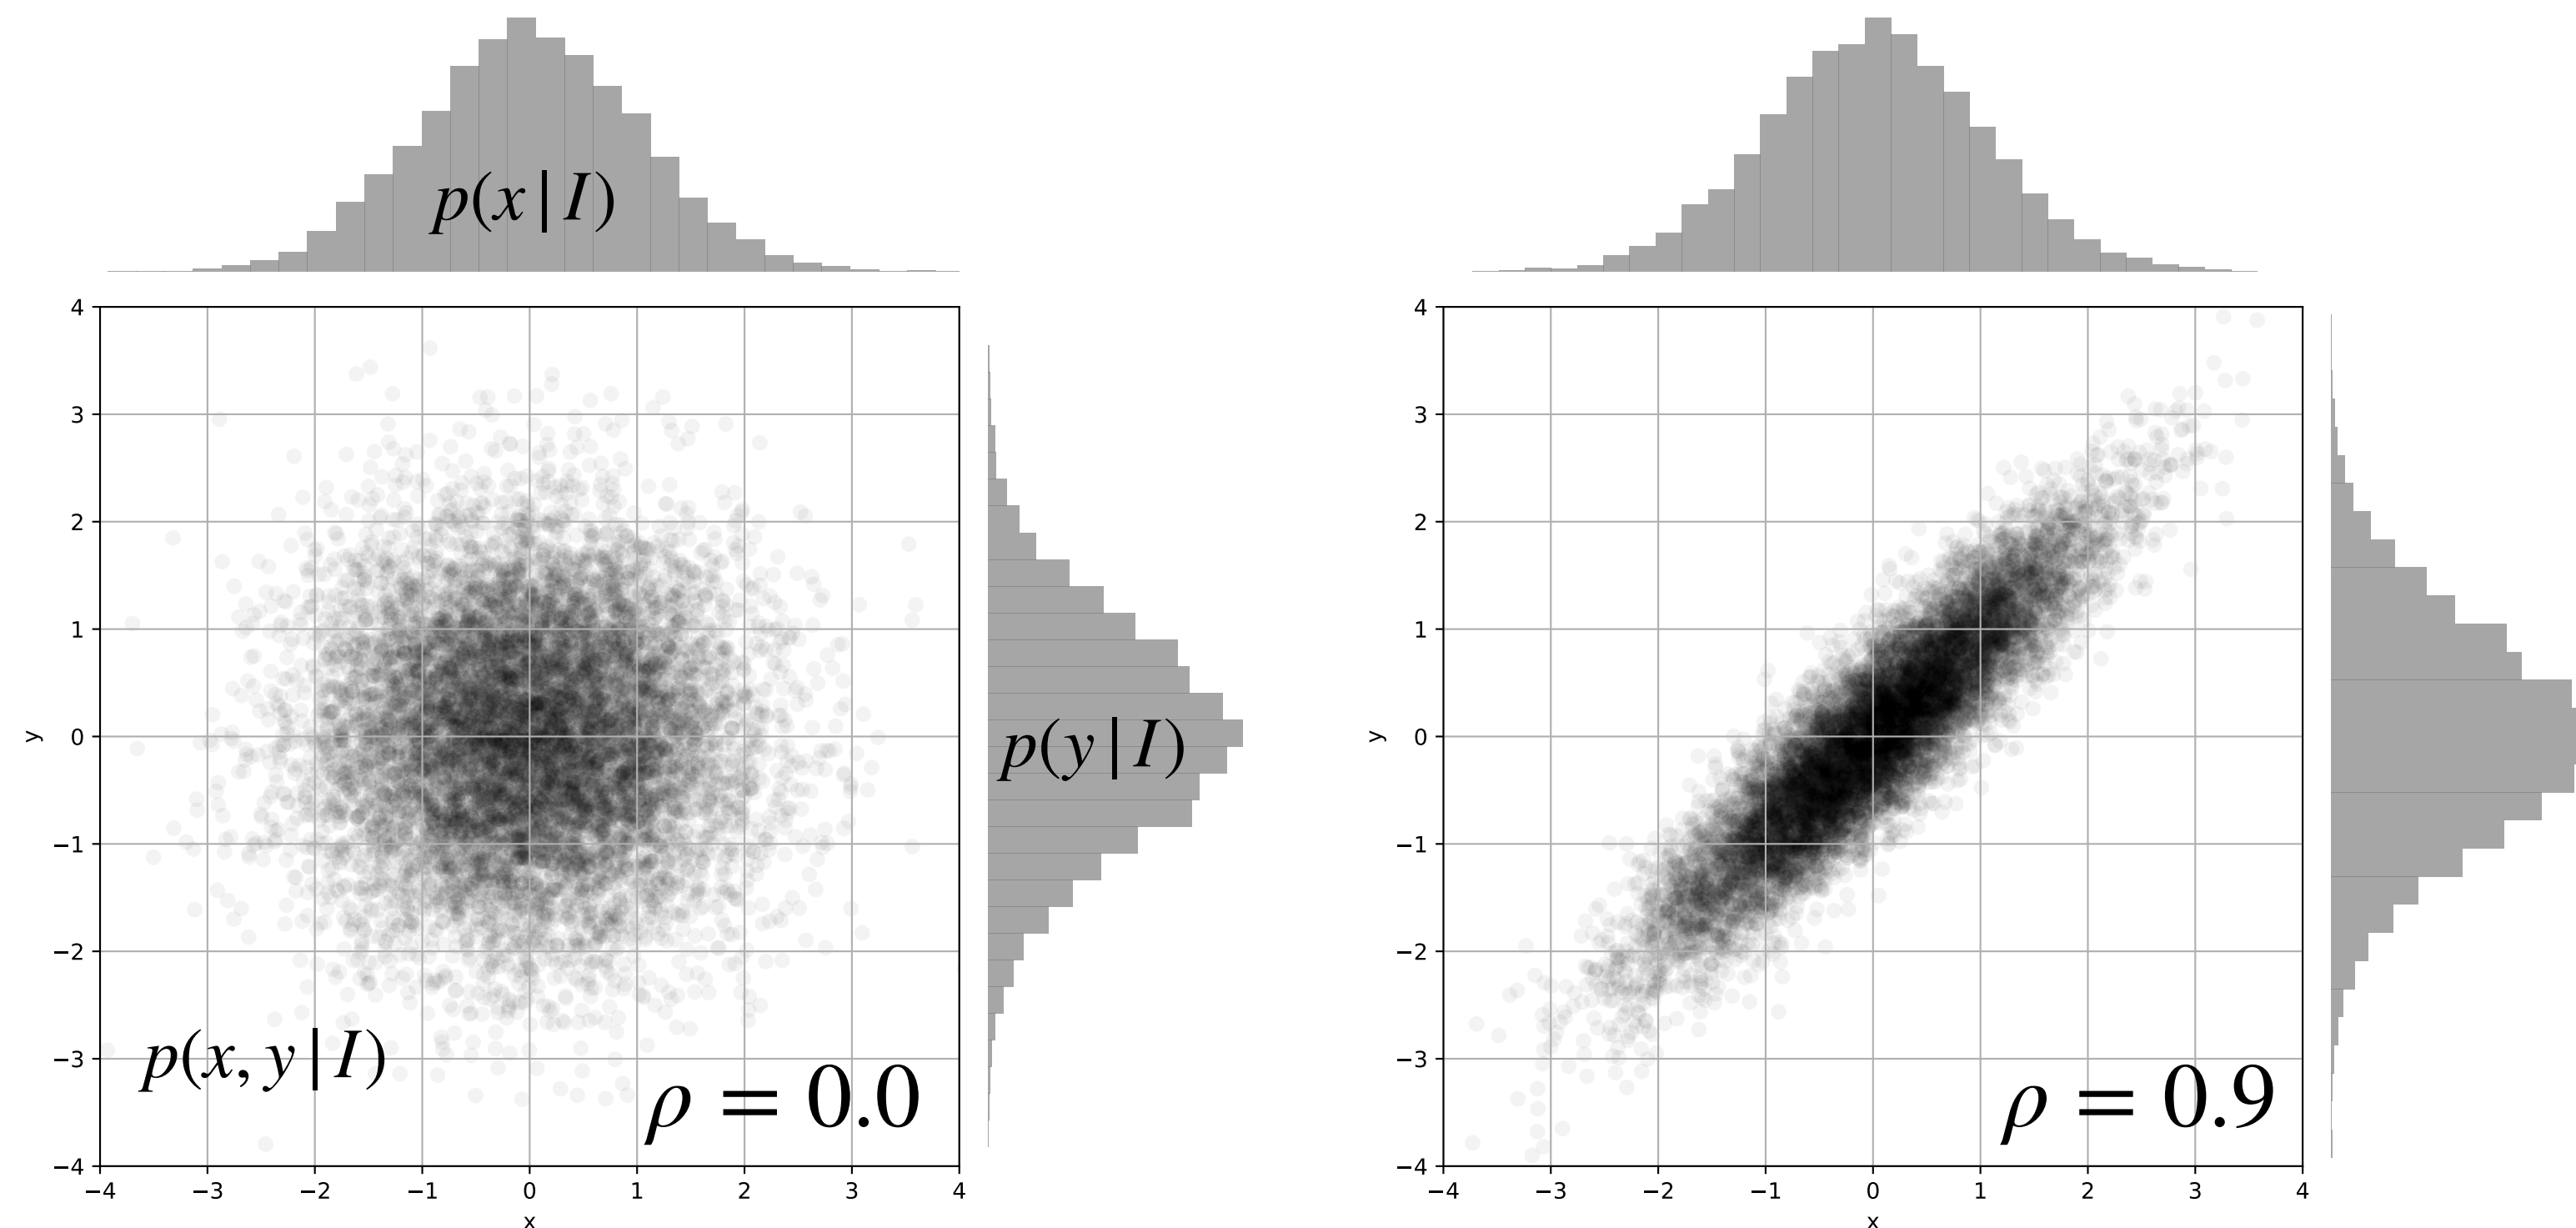 p(x|I)
4
3
2
1
0
−1
−2
−3
−4
y
p(x, y|I)
ρ = 0.0
−4 −3 −2 −1 0 1 2 3 4
x
p(y|I)
4
3
2
1
0
−1
−2
−3
−4
y
ρ = 0.9
−4 −3 −2 −1 0 1 2 3 4
x